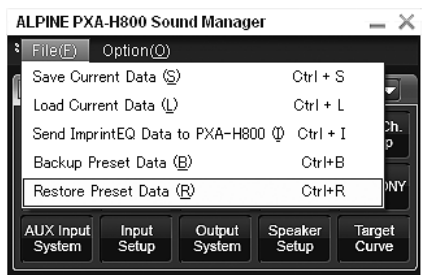 ALPINE PXA-H800 Sound Manager
File(F) Option(O)
Save Current Data (S) Ctrl + S
Load Current Data (L) Ctrl + L
Send ImprintEQ Data to PXA-H800 (I) Ctrl + I
Ch.
Backup Preset Data (B) Ctrl+B
Restore Preset Data (R) Ctrl+R
AUX Input System
Input Setup
Output System
Speaker Setup
Target Curve